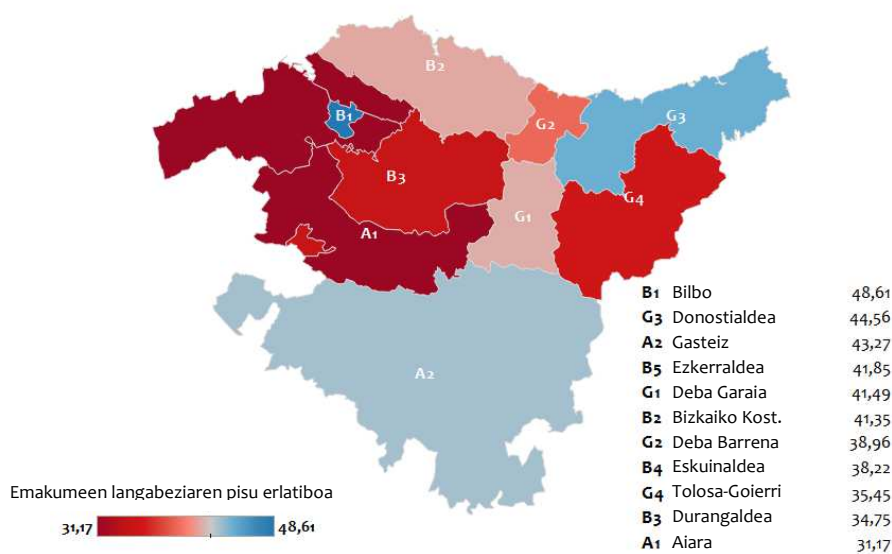 B2
B1
G2
G3
B3
G4
G1
A1
A2
B1 Bilbo 48,61
G3 Donostialdea 44,56
A2 Gasteiz 43,27
B5 Ezkerraldea 41,85
G1 Deba Garaia 41,49
B2 Bizkaiko Kost. 41,35
G2 Deba Barrena 38,96
B4 Eskuinaldea 38,22
G4 Tolosa-Goierri 35,45
B3 Durangaldea 34,75
A1 Aiara 31,17
Emakumeen langabeziaren pisu erlatiboa
31,17 48,61